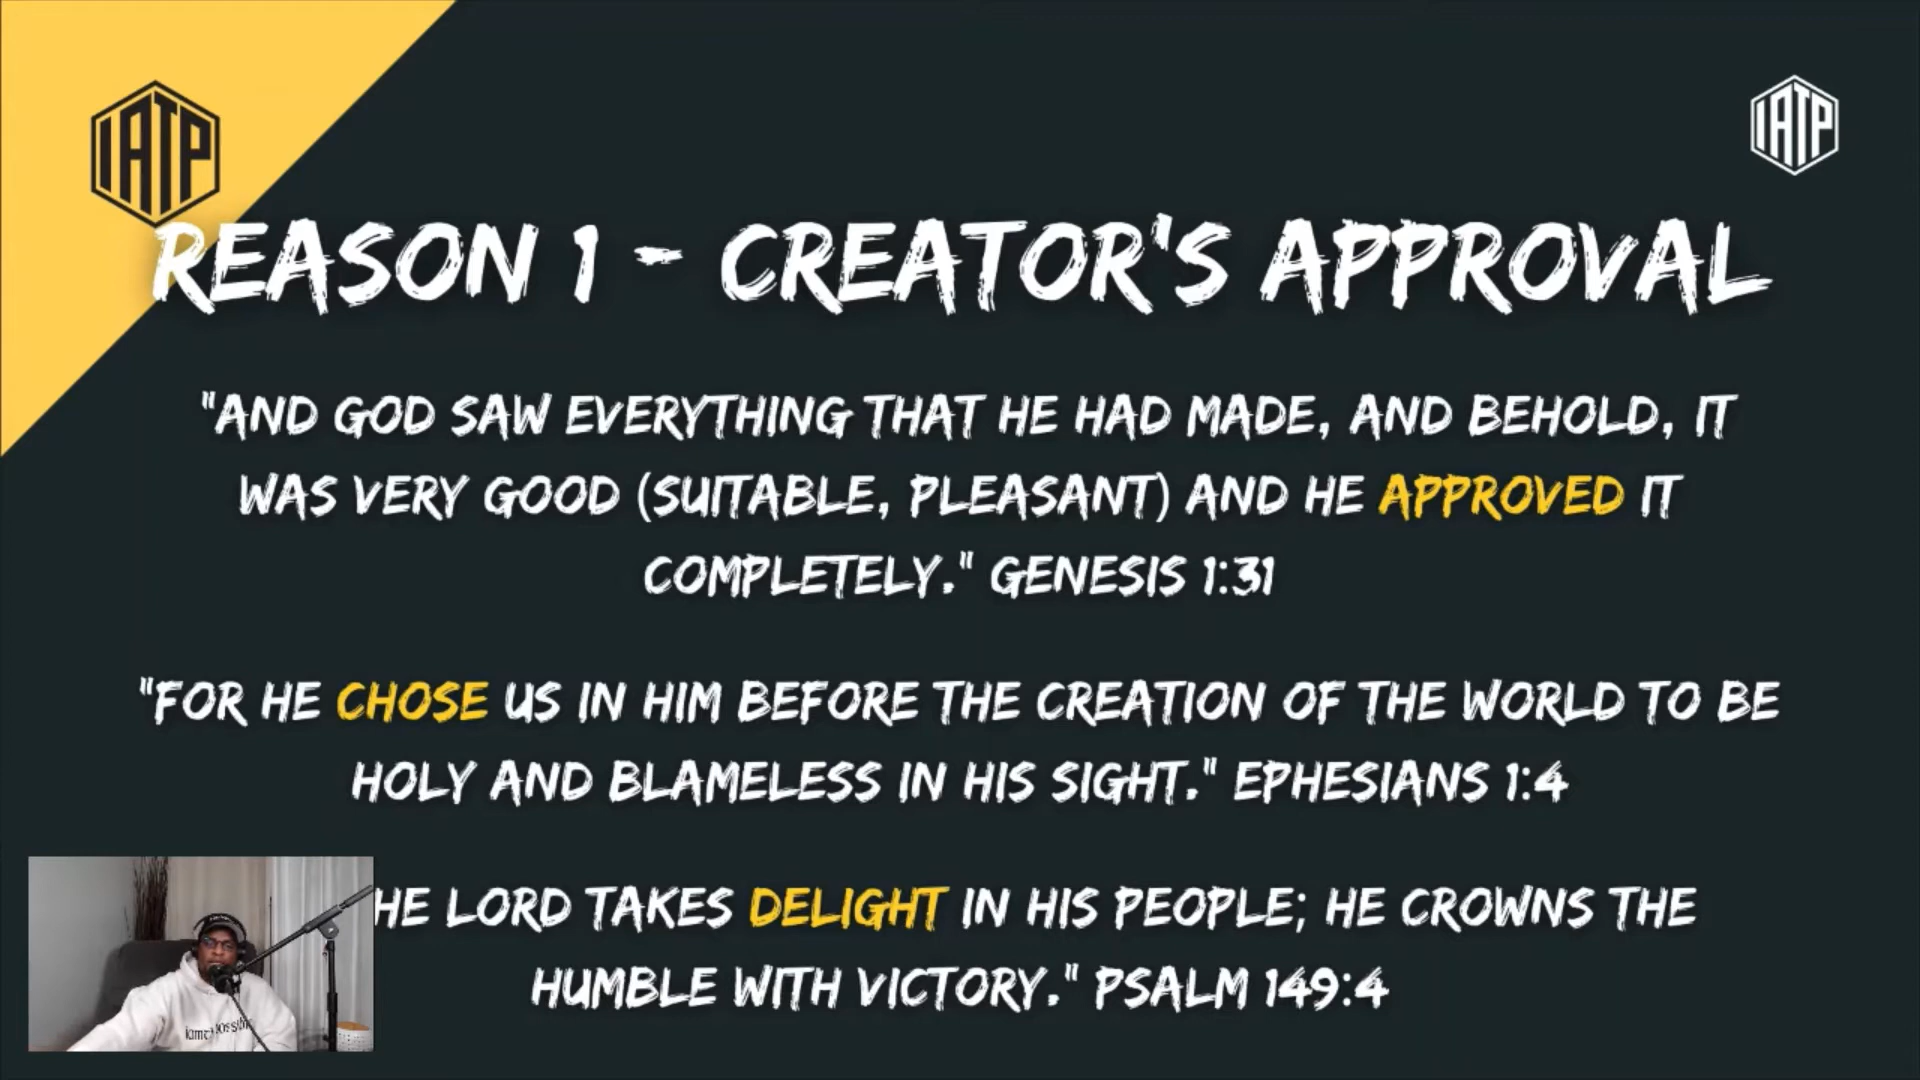 IATP
IATP
REASON 1 - CREATOR'S APPROVAL
"AND GOD SAW EVERYTHING THAT HE HAD MADE, AND BEHOLD, IT
WAS VERY GOOD (SUITABLE, PLEASANT) AND HE APPROVED IT
COMPLETELY." GENESIS 1:31
"FOR HE CHOSE US IN HIM BEFORE THE CREATION OF THE WORLD TO BE
HOLY AND BLAMELESS IN HIS SIGHT." EPHESIANS 1:4
HE LORD TAKES DELIGHT IN HIS PEOPLE; HE CROWNS THE
HUMBLE WITH VICTORY." PSALM 149:4